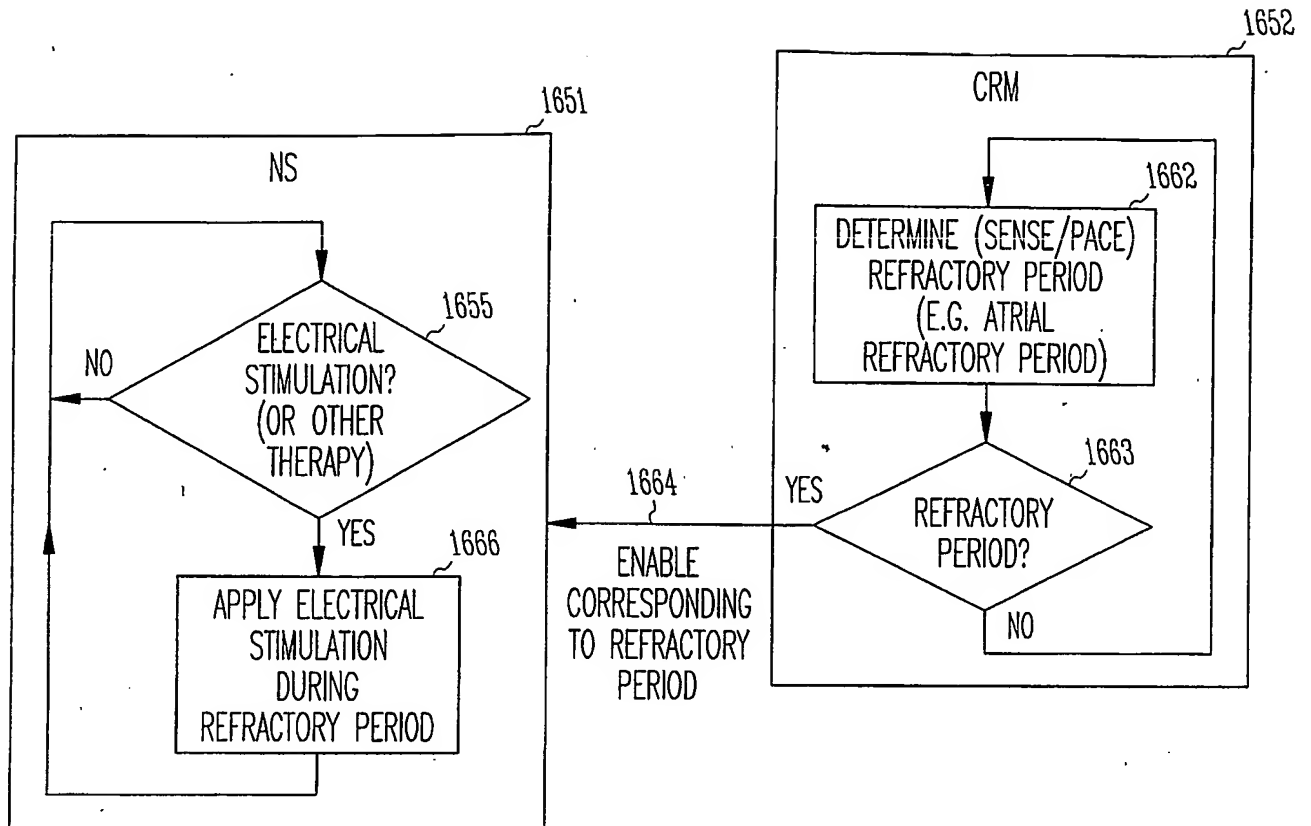 1651
NS
1655
ELECTRICAL
STIMULATION?
(OR OTHER
THERAPY)
NO
YES
1666
APPLY ELECTRICAL
STIMULATION
DURING
REFRACTORY PERIOD
1664
ENABLE
CORRESPONDING
TO REFRACTORY
PERIOD
1652
CRM
1662
DETERMINE (SENSE/PACE)
REFRACTORY PERIOD
(E.G. ATRIAL
REFRACTORY PERIOD)
1663
YES
REFRACTORY
PERIOD?
NO